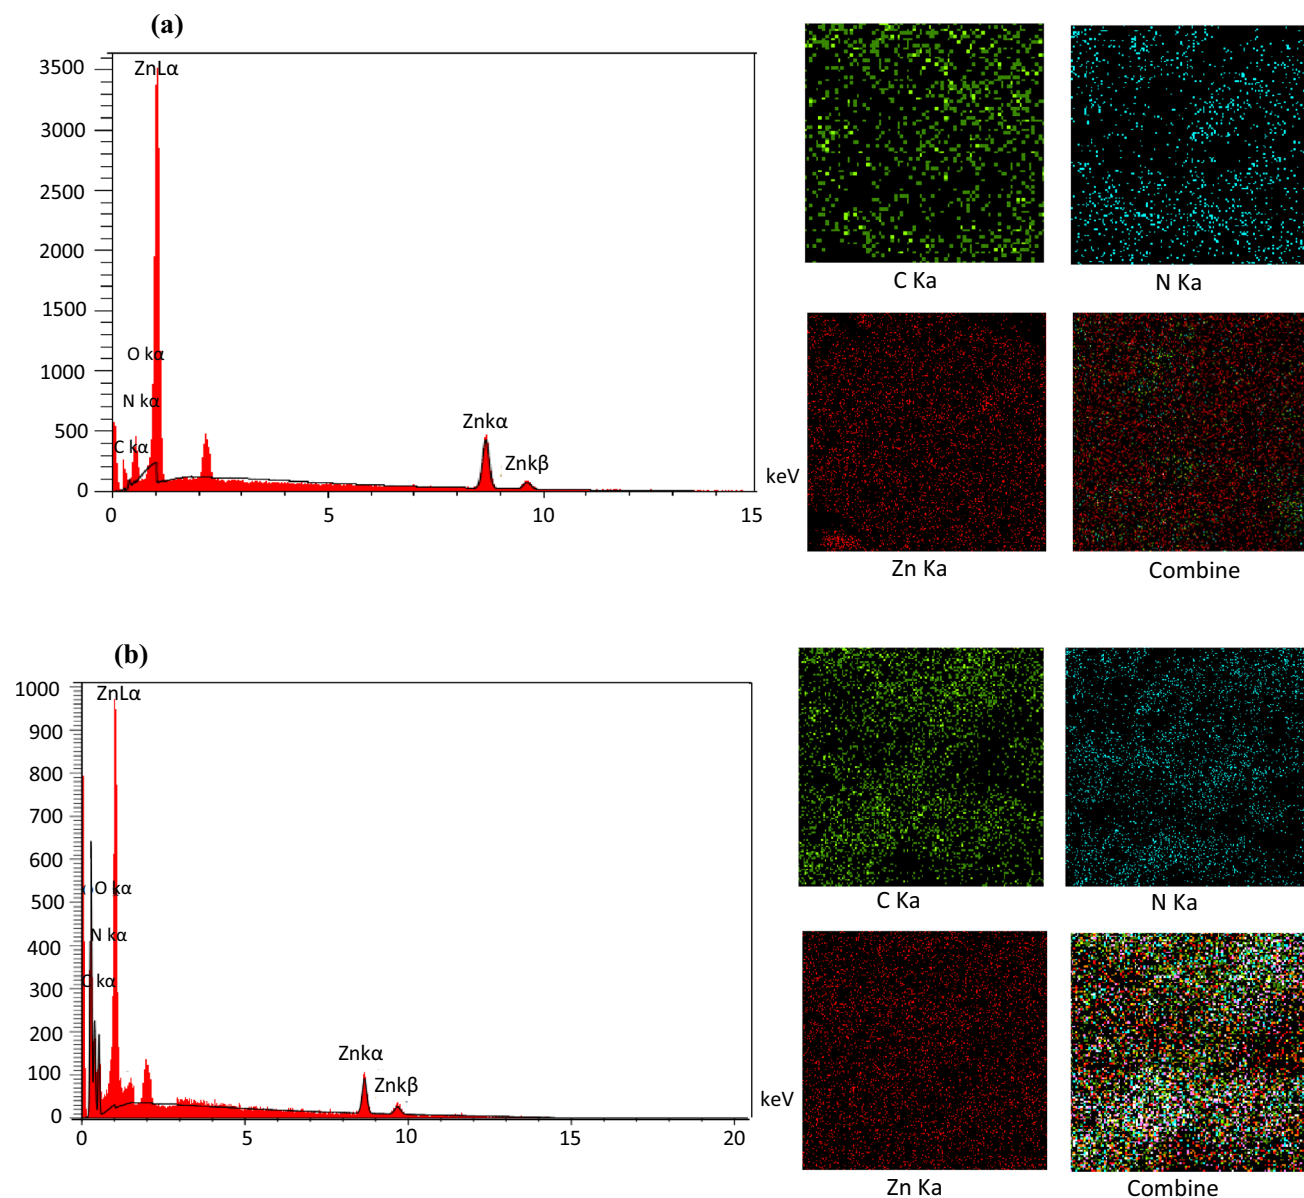 (a)
3500
3000
2500
2000
1500
1000
500
0
ZnLα
O kα
N kα
C kα
Znkα
Znkβ
keV
0 5 10 15
C Ka
N Ka
Zn Ka
Combine
(b)
1000
900
800
700
600
500
400
300
200
100
0
ZnLα
O kα
N kα
C kα
Znkα
Znkβ
keV
0 5 10 15 20
C Ka
N Ka
Zn Ka
Combine